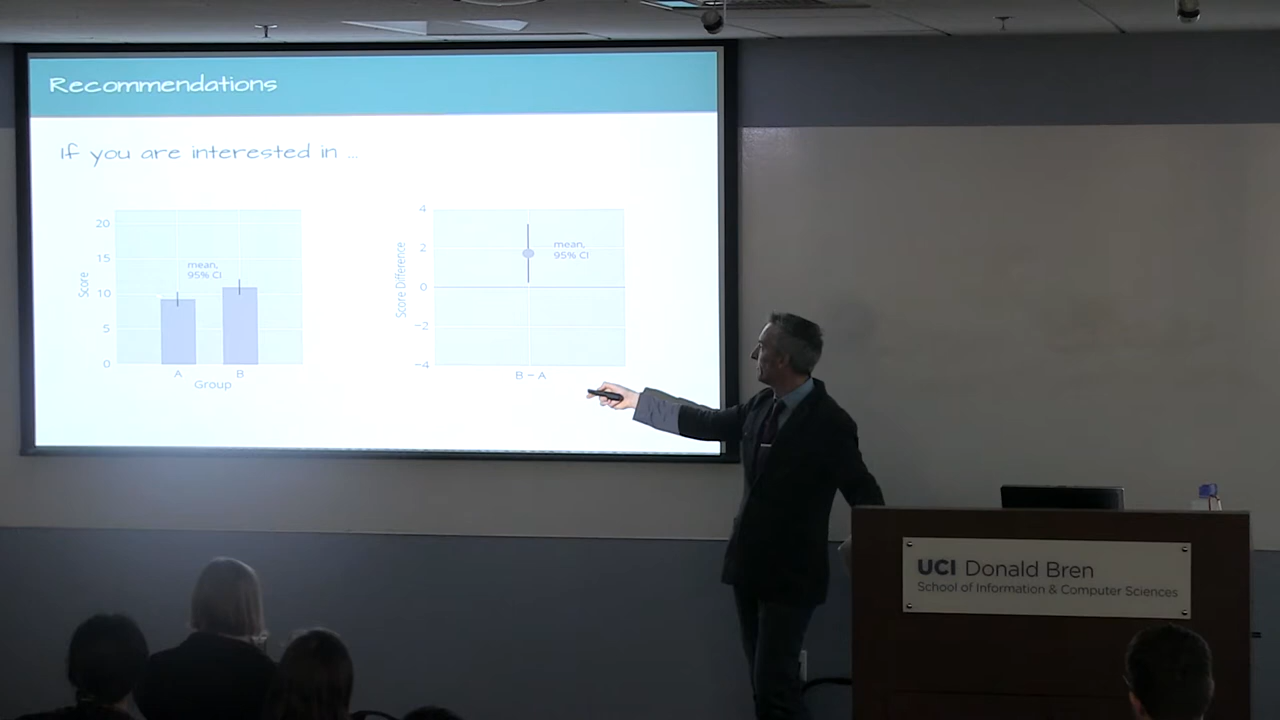 Recommendations
If you are interested in ...
20
15
10
5
0
Score
mean,
95% CI
A B
Group
4
2
0
−2
−4
Score Difference
mean,
95% CI
B − A
UCI Donald Bren
School of Information & Computer Sciences